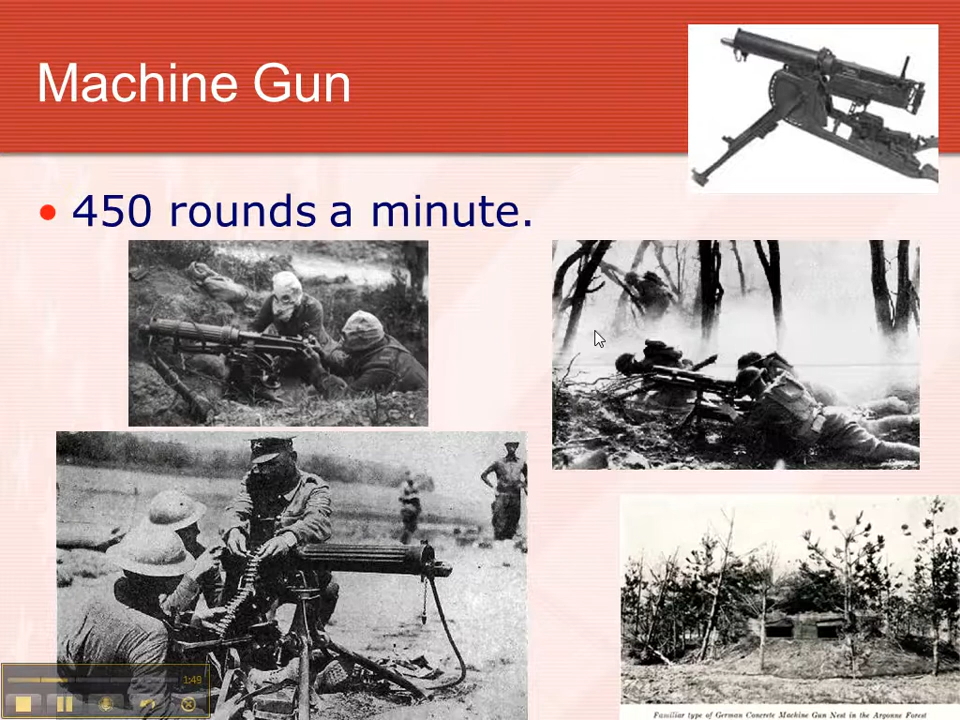 Machine Gun
450 rounds a minute.
1:49
Familiar type of German Concrete Machine Gun Nest in the Argonne Forest